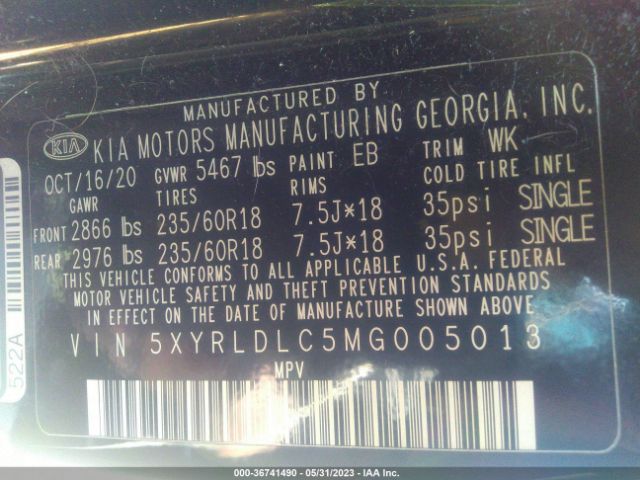 MANUFACTURED BY
KIA KIA MOTORS MANUFACTURING GEORGIA, INC.
OCT/16/20 GVWR 5467 lbs PAINT EB TRIM WK
GAWR TIRES RIMS COLD TIRE INFL
FRONT 2866 lbs 235/60R18 7.5J*18 35psi SINGLE
REAR 2976 lbs 235/60R18 7.5J*18 35psi SINGLE
THIS VEHICLE CONFORMS TO ALL APPLICABLE U.S.A. FEDERAL
MOTOR VEHICLE SAFETY AND THEFT PREVENTION STANDARDS
IN EFFECT ON THE DATE OF MANUFACTURE SHOWN ABOVE.
VIN 5XYRLDLC5MG005013
MPV
522A
000-36741490 - 05/31/2023 - IAA Inc.